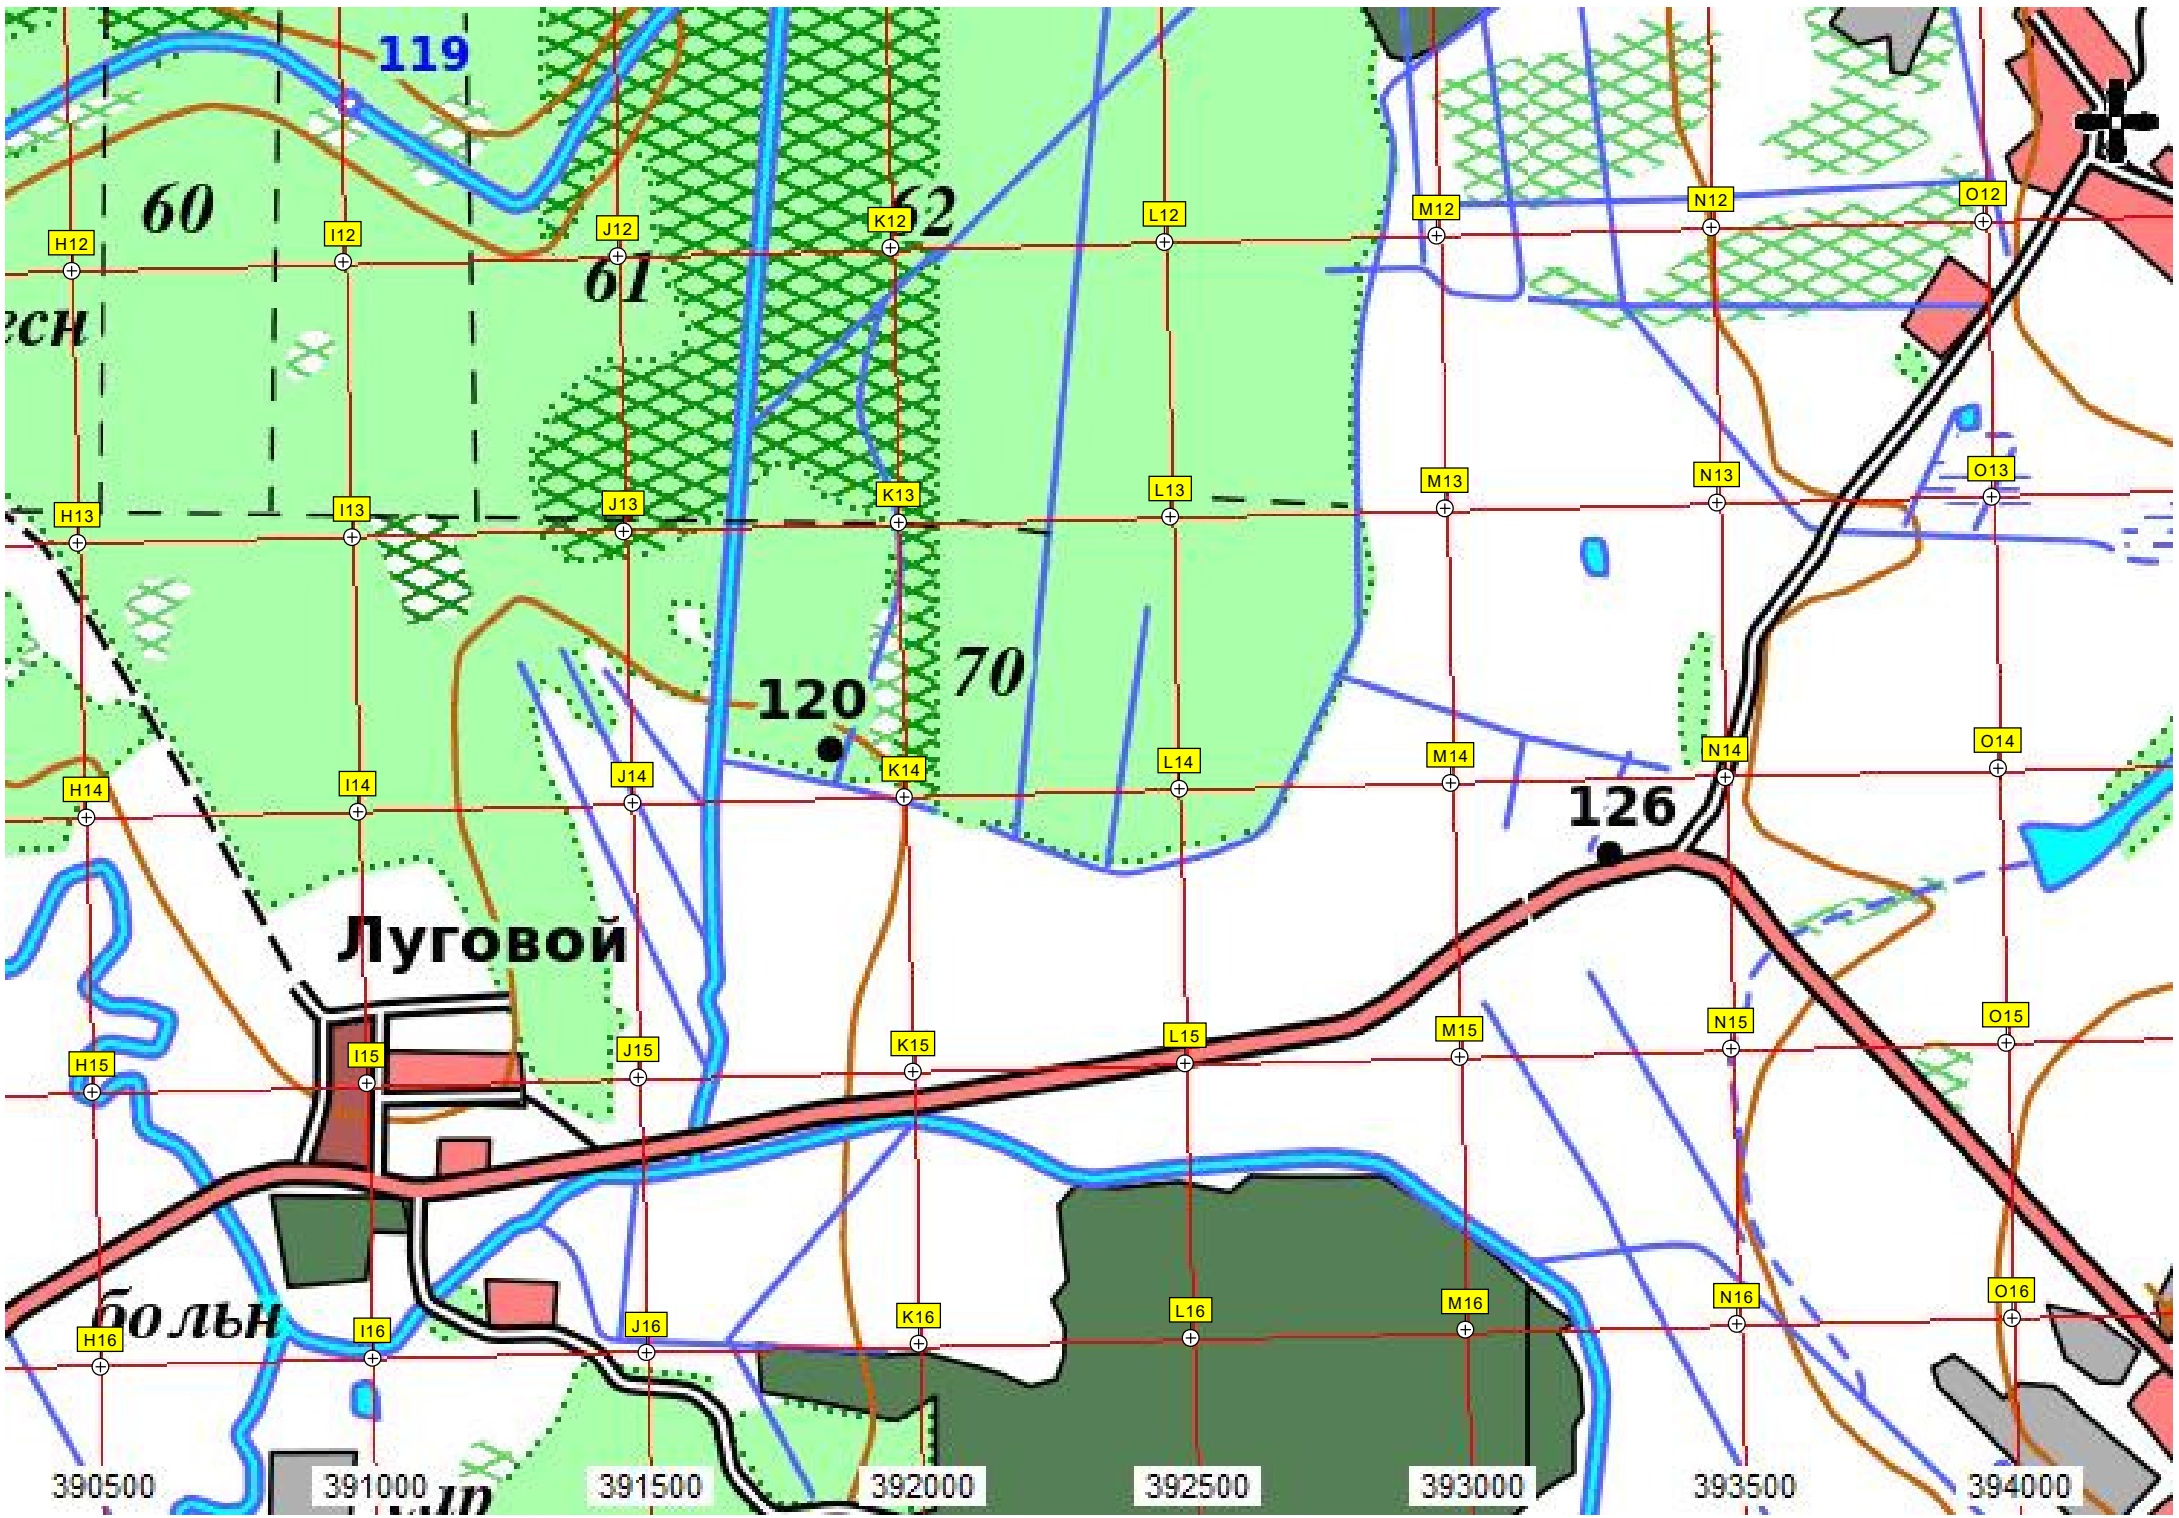 119
60
62
H12 I12 J12 K12 L12 M12 N12 O12
61
есн
H13 I13 J13 K13 L13 M13 N13 O13
70
120
H14 I14 J14 K14 L14 M14 N14 O14
126
Луговой
H15 I15 J15 K15 L15 M15 N15 O15
больн
H16 I16 J16 K16 L16 M16 N16 O16
390500 391000 391500 392000 392500 393000 393500 394000